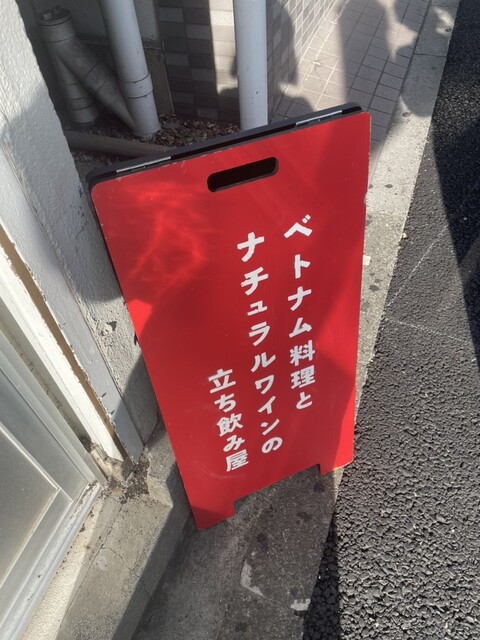 ベトナム料理と
ナチュラルワインの
立ち飲み屋